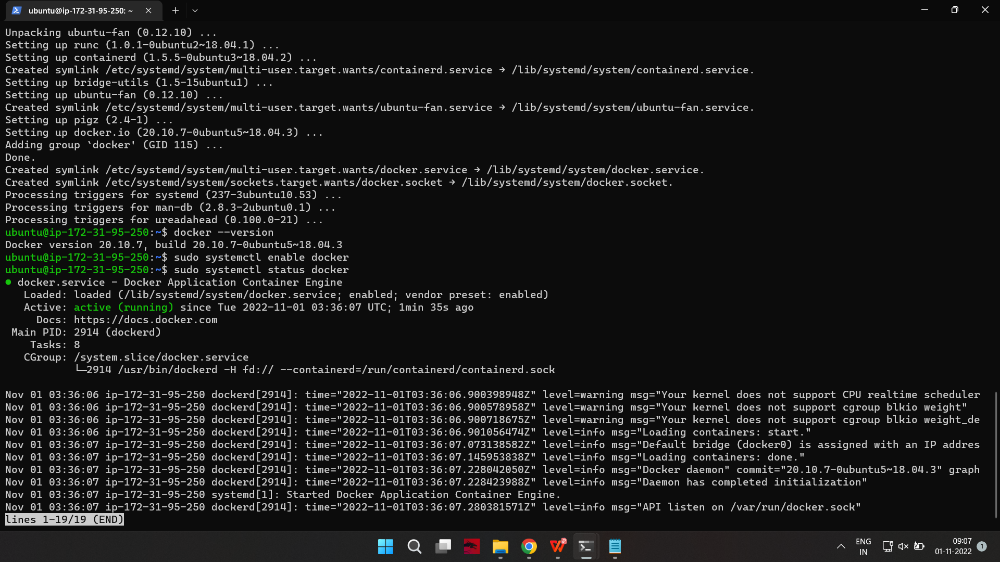 ubuntu@ip-172-31-95-250: ~
Unpacking ubuntu-fan (0.12.10) ...
Setting up runc (1.0.1-0ubuntu2~18.04.1) ...
Setting up containerd (1.5.5-0ubuntu3~18.04.2) ...
Created symlink /etc/systemd/system/multi-user.target.wants/containerd.service → /lib/systemd/system/containerd.service.
Setting up bridge-utils (1.5-15ubuntu1) ...
Setting up ubuntu-fan (0.12.10) ...
Created symlink /etc/systemd/system/multi-user.target.wants/ubuntu-fan.service → /lib/systemd/system/ubuntu-fan.service.
Setting up pigz (2.4-1) ...
Setting up docker.io (20.10.7-0ubuntu5~18.04.3) ...
Adding group `docker' (GID 115) ...
Done.
Created symlink /etc/systemd/system/multi-user.target.wants/docker.service → /lib/systemd/system/docker.service.
Created symlink /etc/systemd/system/sockets.target.wants/docker.socket → /lib/systemd/system/docker.socket.
Processing triggers for systemd (237-3ubuntu10.53) ...
Processing triggers for man-db (2.8.3-2ubuntu0.1) ...
Processing triggers for ureadahead (0.100.0-21) ...
ubuntu@ip-172-31-95-250:~$ docker --version
Docker version 20.10.7, build 20.10.7-0ubuntu5~18.04.3
ubuntu@ip-172-31-95-250:~$ sudo systemctl enable docker
ubuntu@ip-172-31-95-250:~$ sudo systemctl status docker
● docker.service - Docker Application Container Engine
Loaded: loaded (/lib/systemd/system/docker.service; enabled; vendor preset: enabled)
Active: active (running) since Tue 2022-11-01 03:36:07 UTC; 1min 35s ago
Docs: https://docs.docker.com
Main PID: 2914 (dockerd)
Tasks: 8
CGroup: /system.slice/docker.service
└─2914 /usr/bin/dockerd -H fd:// --containerd=/run/containerd/containerd.sock
Nov 01 03:36:06 ip-172-31-95-250 dockerd[2914]: time="2022-11-01T03:36:06.900398948Z" level=warning msg="Your kernel does not support CPU realtime scheduler
Nov 01 03:36:06 ip-172-31-95-250 dockerd[2914]: time="2022-11-01T03:36:06.900578958Z" level=warning msg="Your kernel does not support cgroup blkio weight"
Nov 01 03:36:06 ip-172-31-95-250 dockerd[2914]: time="2022-11-01T03:36:06.900718675Z" level=warning msg="Your kernel does not support cgroup blkio weight_de
Nov 01 03:36:06 ip-172-31-95-250 dockerd[2914]: time="2022-11-01T03:36:06.901056474Z" level=info msg="Loading containers: start."
Nov 01 03:36:07 ip-172-31-95-250 dockerd[2914]: time="2022-11-01T03:36:07.073138582Z" level=info msg="Default bridge (docker0) is assigned with an IP addres
Nov 01 03:36:07 ip-172-31-95-250 dockerd[2914]: time="2022-11-01T03:36:07.145953838Z" level=info msg="Loading containers: done."
Nov 01 03:36:07 ip-172-31-95-250 dockerd[2914]: time="2022-11-01T03:36:07.228042050Z" level=info msg="Docker daemon" commit="20.10.7-0ubuntu5~18.04.3" graph
Nov 01 03:36:07 ip-172-31-95-250 dockerd[2914]: time="2022-11-01T03:36:07.228423988Z" level=info msg="Daemon has completed initialization"
Nov 01 03:36:07 ip-172-31-95-250 systemd[1]: Started Docker Application Container Engine.
Nov 01 03:36:07 ip-172-31-95-250 dockerd[2914]: time="2022-11-01T03:36:07.280381571Z" level=info msg="API listen on /var/run/docker.sock"
lines 1-19/19 (END)
ENG
IN
09:07
01-11-2022
1